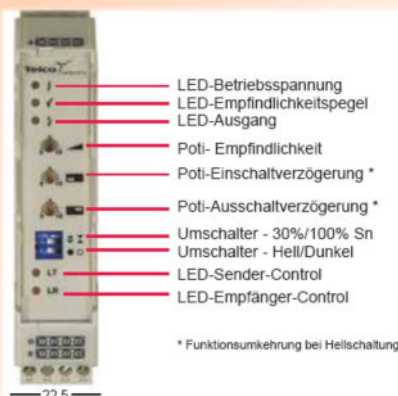 Telco
LED-Betriebsspannung
LED-Empfindlichkeitspegel
LED-Ausgang
Poti- Empfindlichkeit
Poti-Einschaltverzögerung *
Poti-Ausschaltverzögerung *
Umschalter - 30%/100% Sn
Umschalter - Hell/Dunkel
LT
LED-Sender-Control
LR
LED-Empfänger-Control
* Funktionsumkehrung bei Hellschaltung
22,5